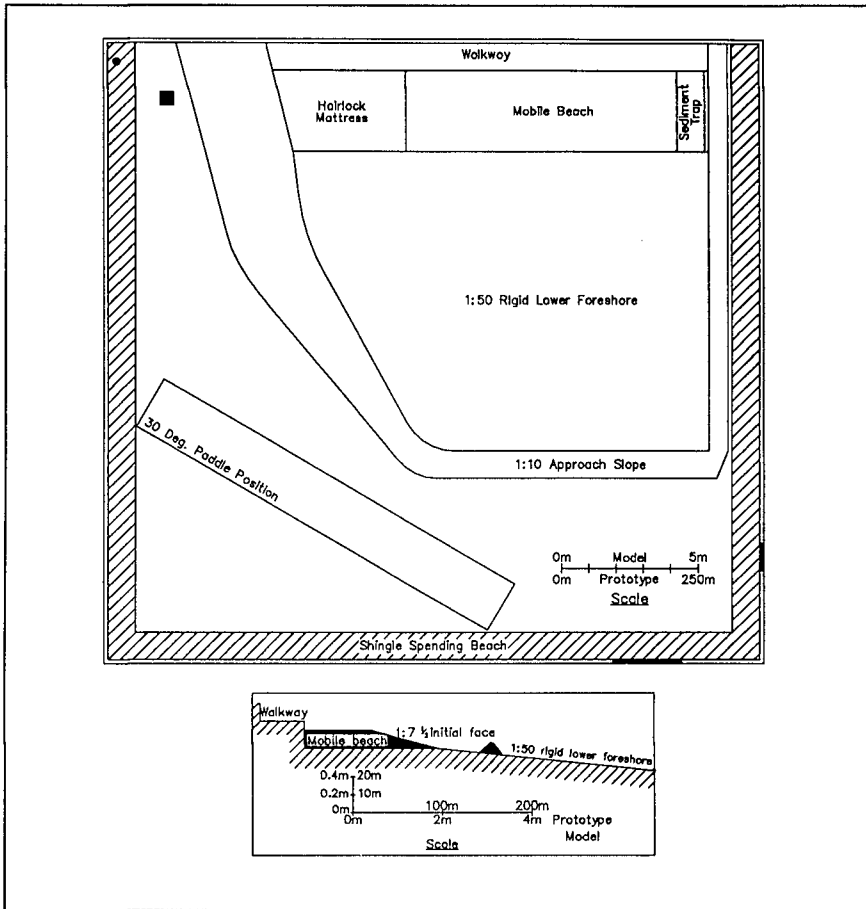 Walkway
Hairlock
Mattress
Mobile Beach
Sediment
Trap
1:50 Rigid Lower Foreshore
30 Deg. Paddle Position
1:10 Approach Slope
0m Model 5m
0m Prototype 250m
Scale
Shingle Spending Beach
Walkway
1:7 ½ initial face
Mobile beach
1:50 rigid lower foreshore
0.4m 20m
0.2m 10m
0m 100m 200m
0m 2m 4m
Prototype
Model
Scale